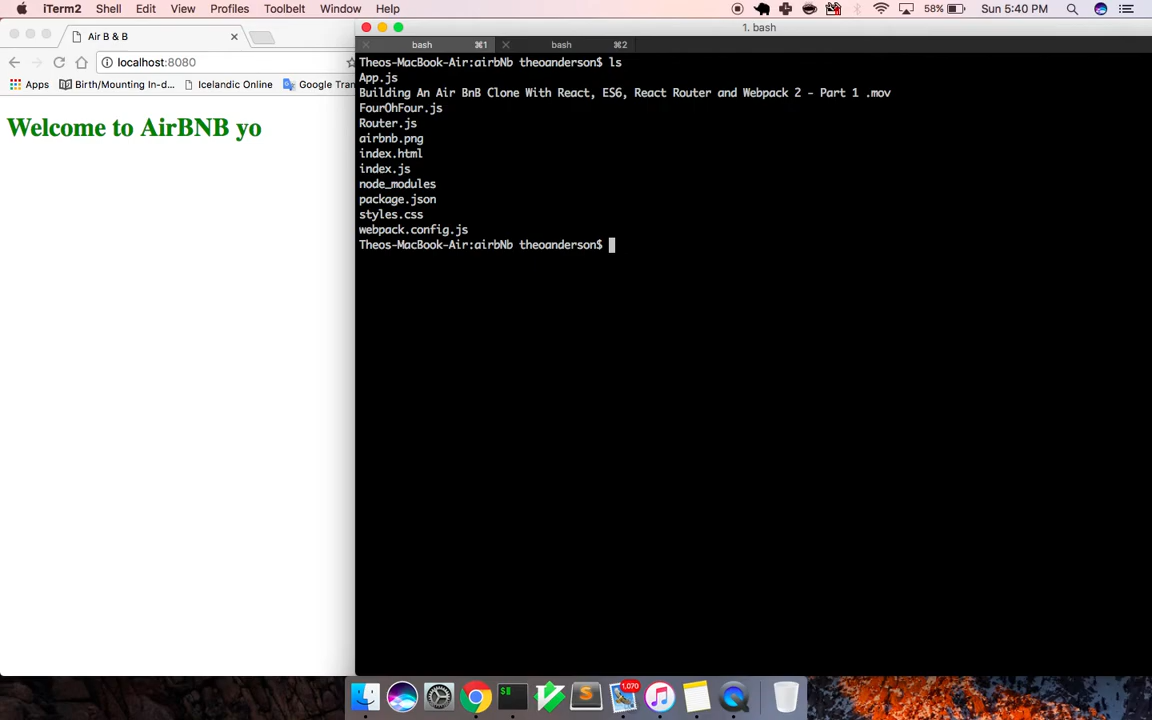 iTerm2 Shell Edit View Profiles Toolbelt Window Help 58% Sun 5:40 PM
Air B & B
localhost:8080
Apps Birth/Mounting In-d... Icelandic Online Google Tran
Welcome to AirBNB yo
1. bash
bash ⌘1 bash ⌘2
Theos-MacBook-Air:airbNb theoanderson$ ls
App.js
Building An Air BnB Clone With React, ES6, React Router and Webpack 2 - Part 1 .mov
FourOhFour.js
Router.js
airbnb.png
index.html
index.js
node_modules
package.json
styles.css
webpack.config.js
Theos-MacBook-Air:airbNb theoanderson$
1,070